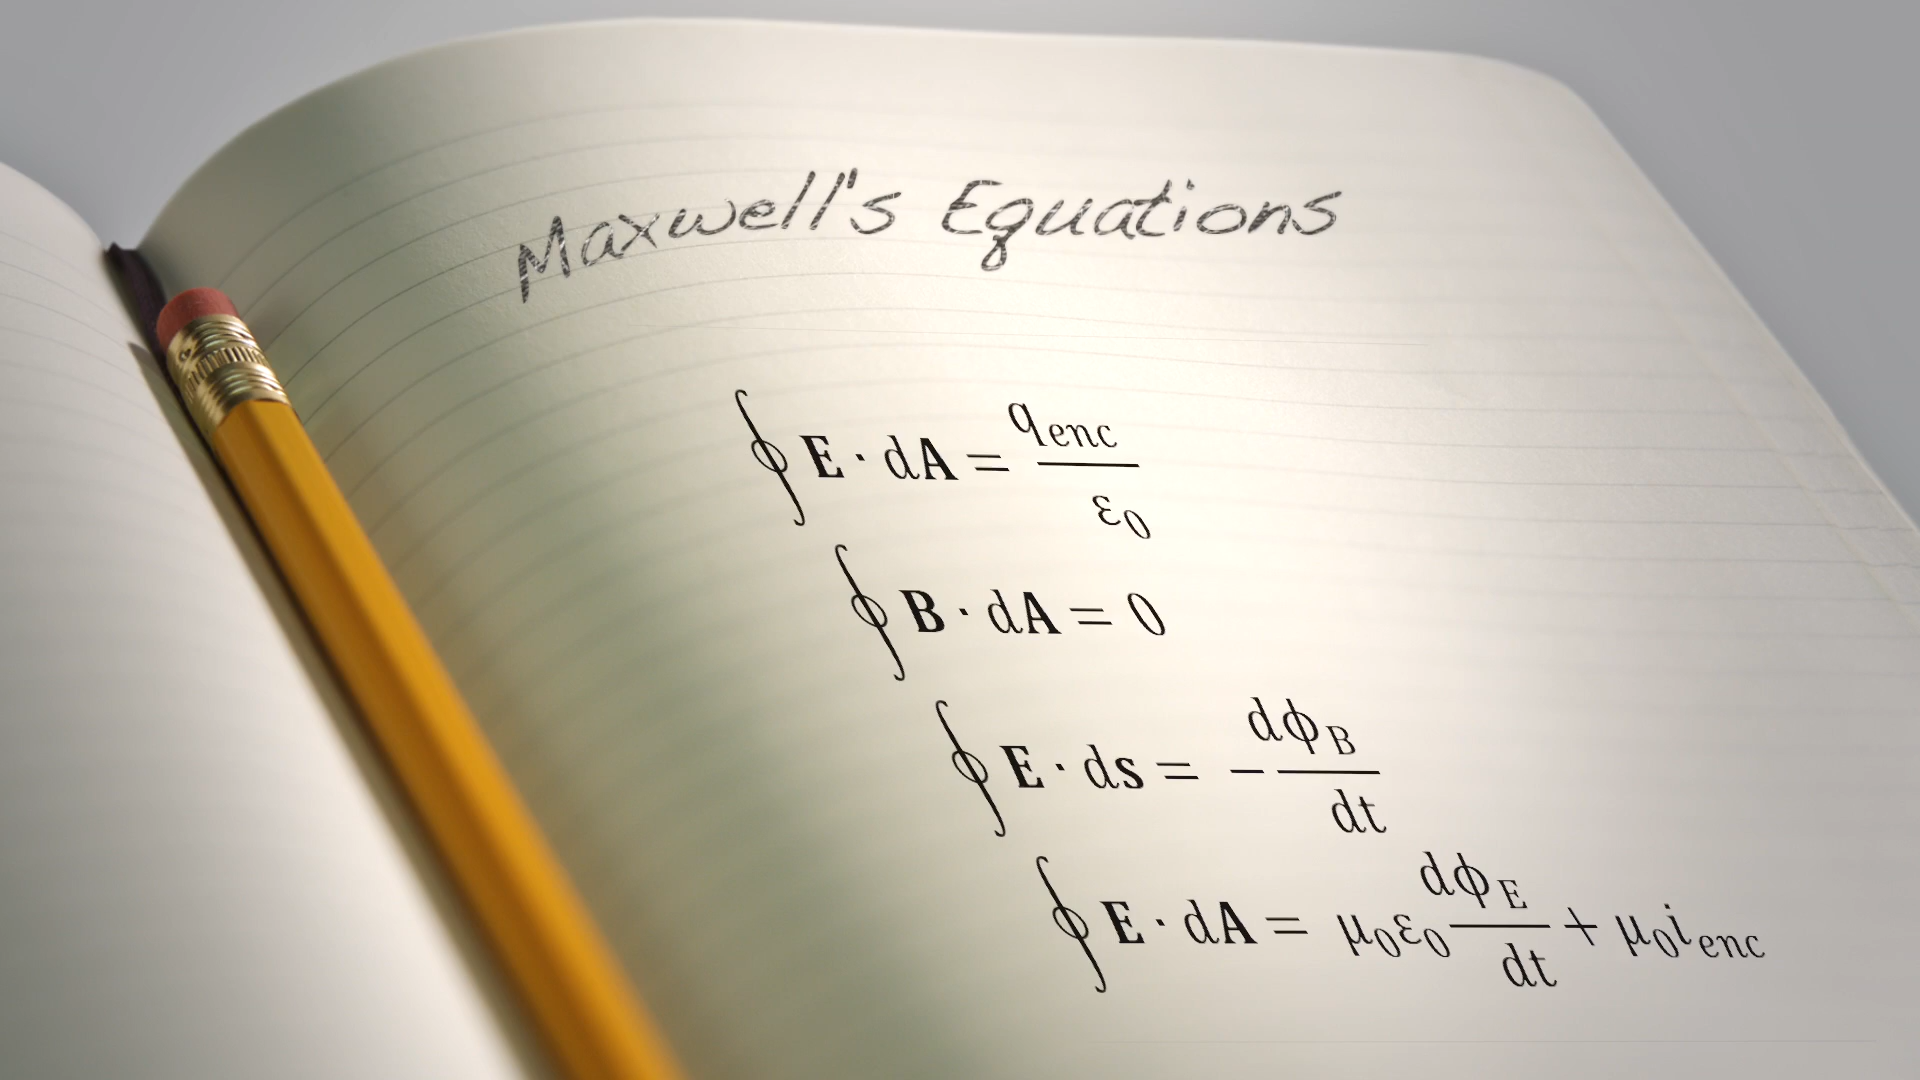 Maxwell's Equations
∮ E · dA = q_enc / ε₀
∮ B · dA = 0
∮ E · ds = − dϕ_B / dt
∮ E · dA = μ₀ε₀ dϕ_E / dt + μ₀i_enc